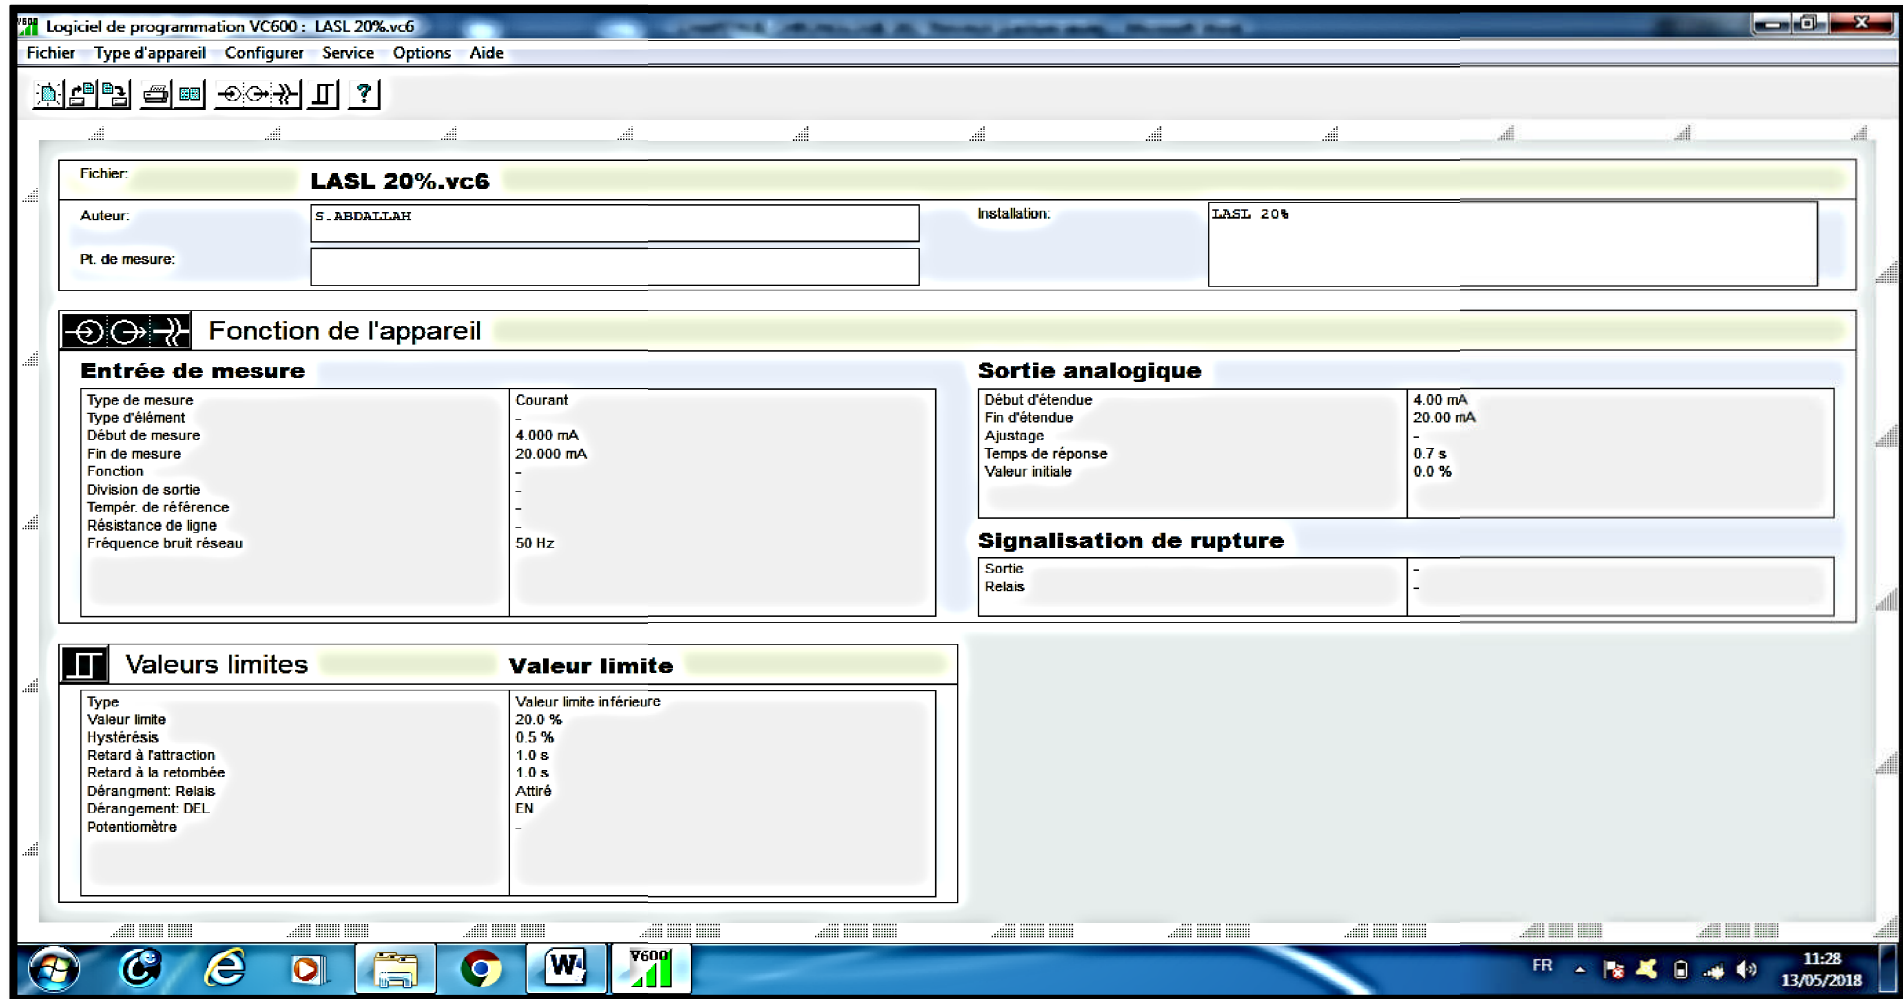 Logiciel de programmation VC600 : LASL 20%.vc6
Fichier Type d'appareil Configurer Service Options Aide
?
Fichier: LASL 20%.vc6
Auteur: S.ABDALLAH Installation: LASL 20%
Pt. de mesure:
Fonction de l'appareil
Entrée de mesure
Type de mesure Courant
Type d'élément -
Début de mesure 4.000 mA
Fin de mesure 20.000 mA
Fonction -
Division de sortie -
Tempér. de référence -
Résistance de ligne -
Fréquence bruit réseau 50 Hz
Sortie analogique
Début d'étendue 4.00 mA
Fin d'étendue 20.00 mA
Ajustage -
Temps de réponse 0.7 s
Valeur initiale 0.0 %
Signalisation de rupture
Sortie -
Relais -
Valeurs limites Valeur limite
Type Valeur limite inférieure
Valeur limite 20.0 %
Hystérésis 0.5 %
Retard à l'attraction 1.0 s
Retard à la retombée 1.0 s
Dérangment: Relais Attiré
Dérangement: DEL EN
Potentiomètre -
V600
FR 11:28
13/05/2018